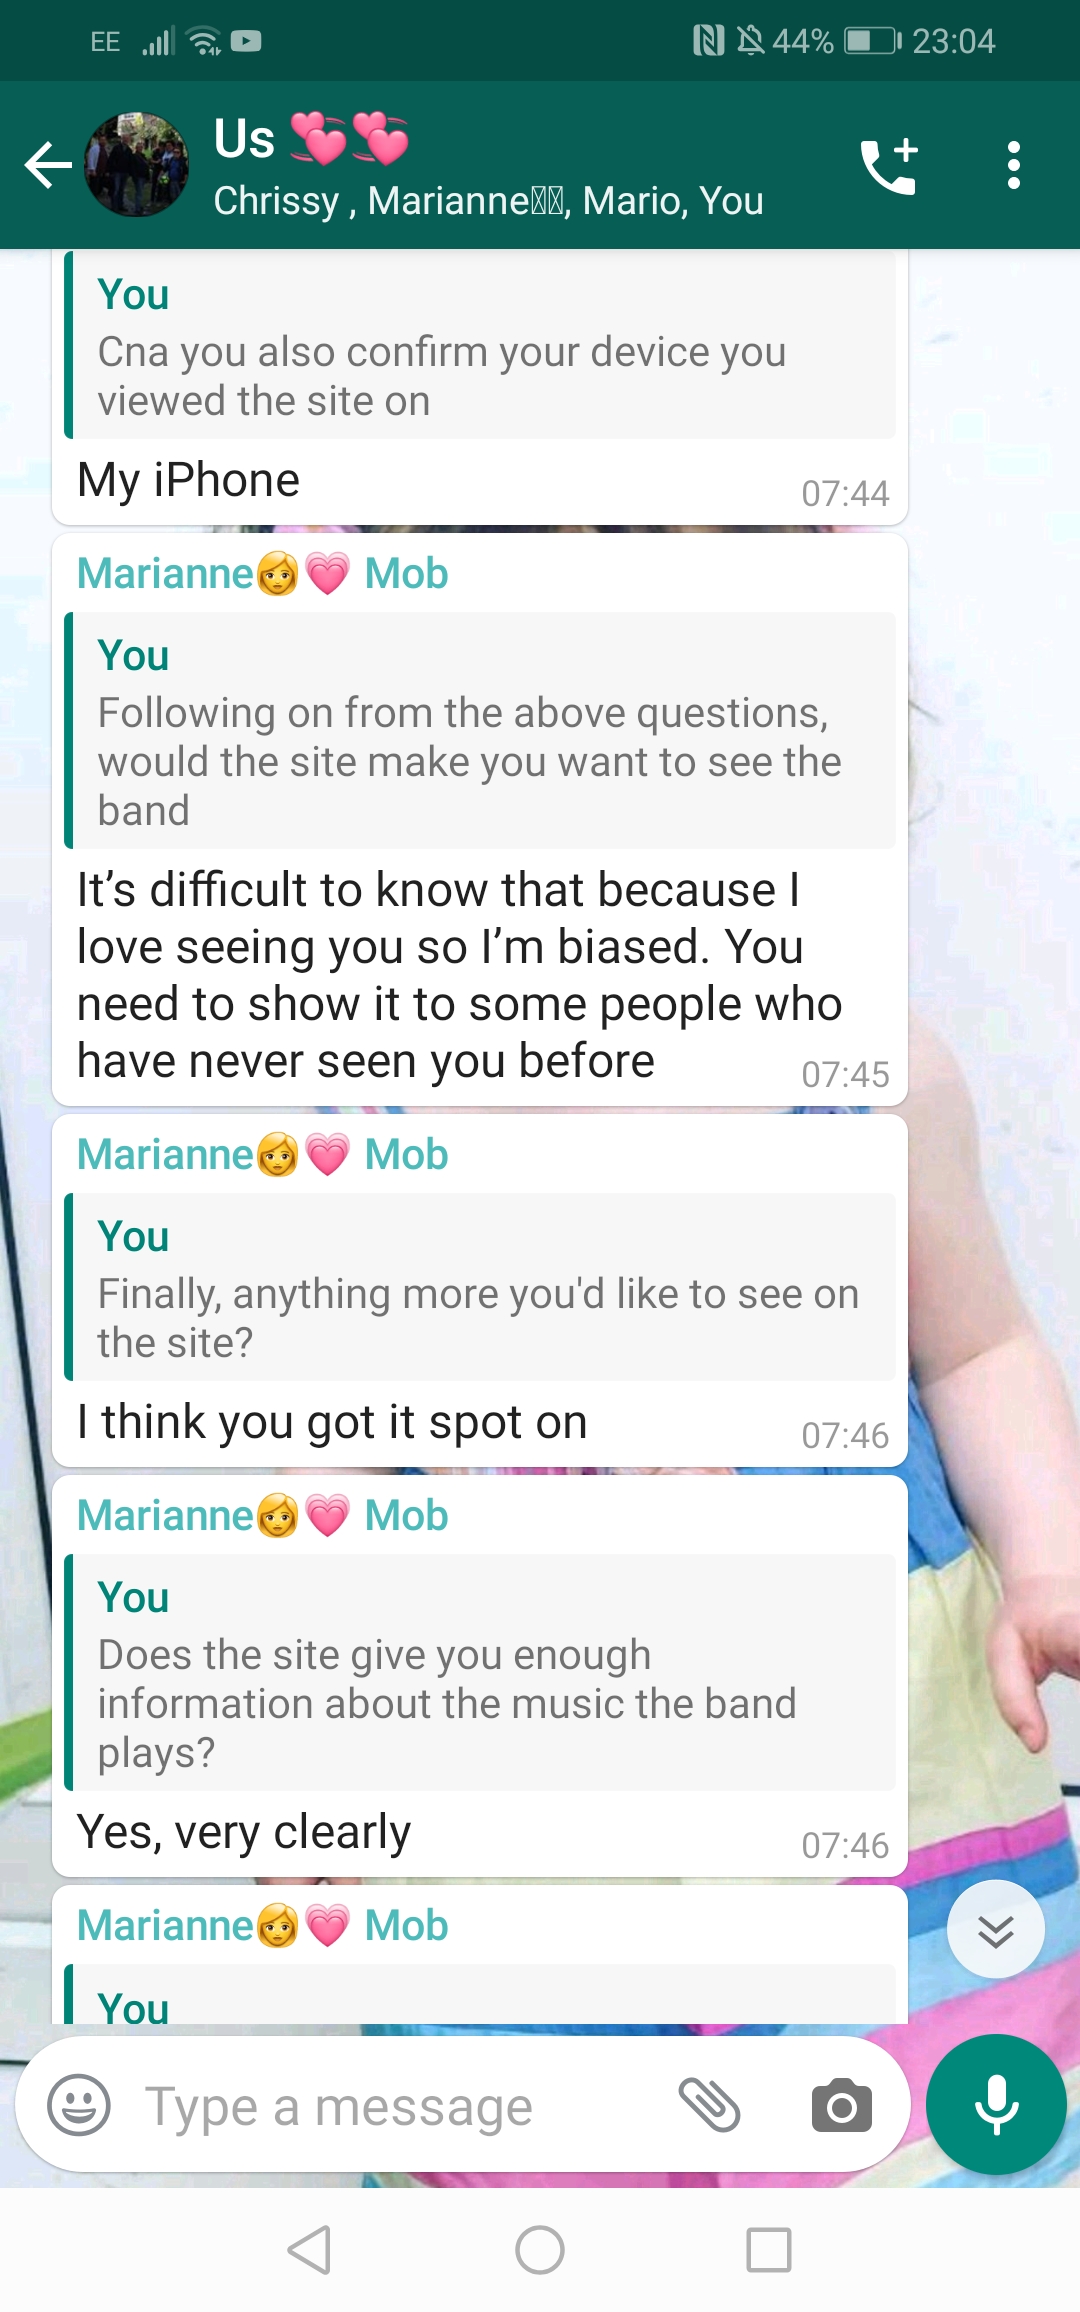 EE 44% 23:04
Us 💞💞
Chrissy , Marianne, Mario, You
You
Cna you also confirm your device you
viewed the site on
My iPhone
07:44
Marianne👩💗 Mob
You
Following on from the above questions,
would the site make you want to see the
band
It’s difficult to know that because I
love seeing you so I’m biased. You
need to show it to some people who
have never seen you before
07:45
Marianne👩💗 Mob
You
Finally, anything more you'd like to see on
the site?
I think you got it spot on
07:46
Marianne👩💗 Mob
You
Does the site give you enough
information about the music the band
plays?
Yes, very clearly
07:46
Marianne👩💗 Mob
You
Type a message